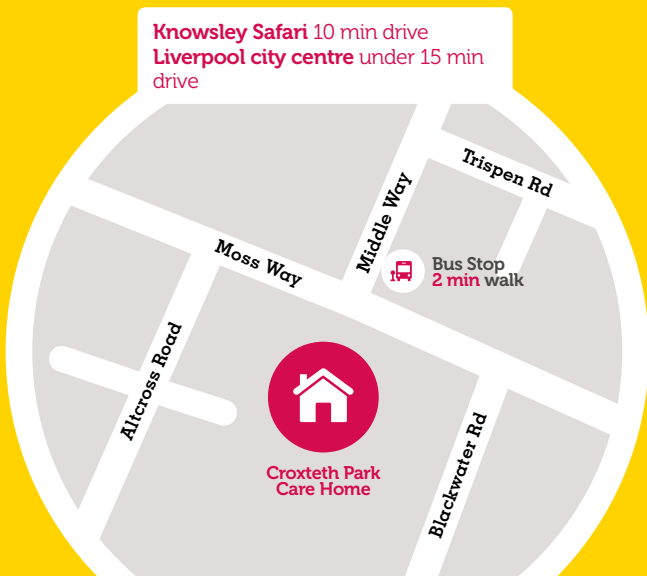 Knowsley Safari 10 min drive
Liverpool city centre under 15 min
drive
Trispen Rd
Middle Way
Moss Way
Bus Stop
2 min walk
Altcross Road
Blackwater Rd
Croxteth Park
Care Home